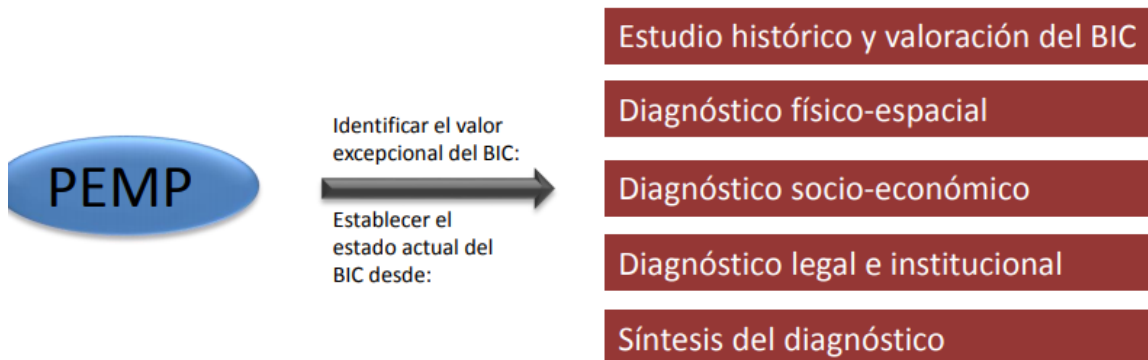 PEMP
Identificar el valor
excepcional del BIC:
Establecer el
estado actual del
BIC desde:
Estudio histórico y valoración del BIC
Diagnóstico físico-espacial
Diagnóstico socio-económico
Diagnóstico legal e institucional
Síntesis del diagnóstico